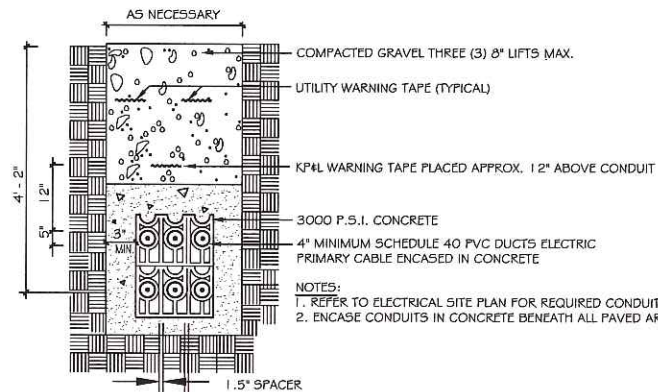 AS NECESSARY
COMPACTED GRAVEL THREE (3) 8" LIFTS MAX.
UTILITY WARNING TAPE (TYPICAL)
KP&L WARNING TAPE PLACED APPROX. 12" ABOVE CONDUIT
4' - 2"
12"
5"
3"
MIN
3000 P.S.I. CONCRETE
4" MINIMUM SCHEDULE 40 PVC DUCTS ELECTRIC
PRIMARY CABLE ENCASED IN CONCRETE
NOTES:
1. REFER TO ELECTRICAL SITE PLAN FOR REQUIRED CONDUIT
2. ENCASE CONDUITS IN CONCRETE BENEATH ALL PAVED
1.5" SPACER